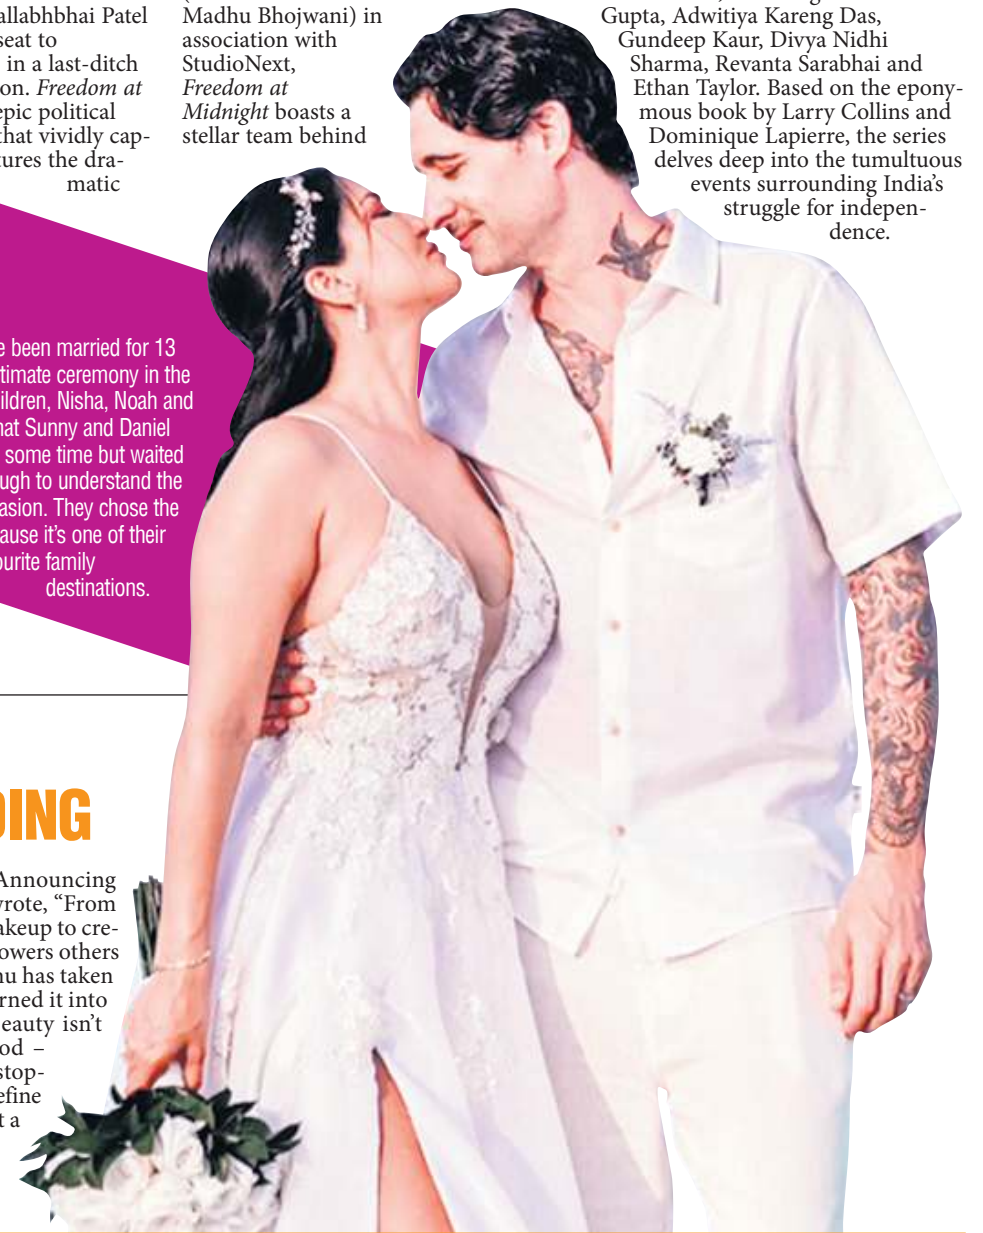 allabhbhai Patel
seat to
in a last-ditch
on. Freedom at
epic political
that vividly cap-
tures the dra-
matic
Madhu Bhojwani) in
association with
StudioNext,
Freedom at
Midnight boasts a
stellar team behind
Gupta, Adwitiya Kareng Das,
Gundeep Kaur, Divya Nidhi
Sharma, Revanta Sarabhai and
Ethan Taylor. Based on the epony-
mous book by Larry Collins and
Dominique Lapierre, the series
delves deep into the tumultuous
events surrounding India’s
struggle for indepen-
dence.
e been married for 13
timate ceremony in the
ildren, Nisha, Noah and
hat Sunny and Daniel
some time but waited
ugh to understand the
asion. They chose the
ause it’s one of their
ourite family
destinations.
DING
Announcing
wrote, “From
akeup to cre-
owers others
nu has taken
rned it into
eauty isn’t
od –
stop-
efine
t a